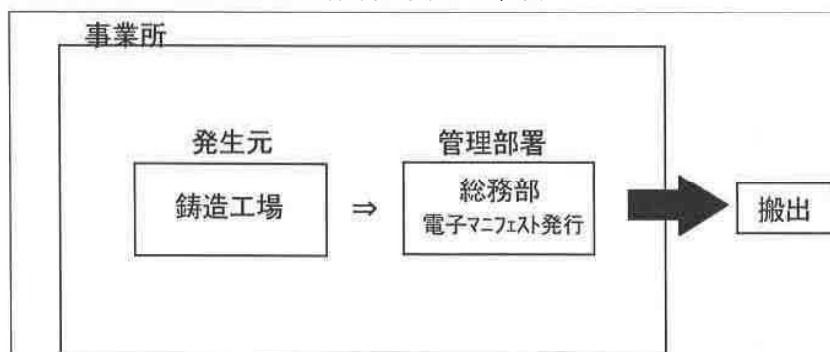 事業所
発生元
管理部署
鋳造工場
⇒
総務部
電子マニフェスト発行
搬出